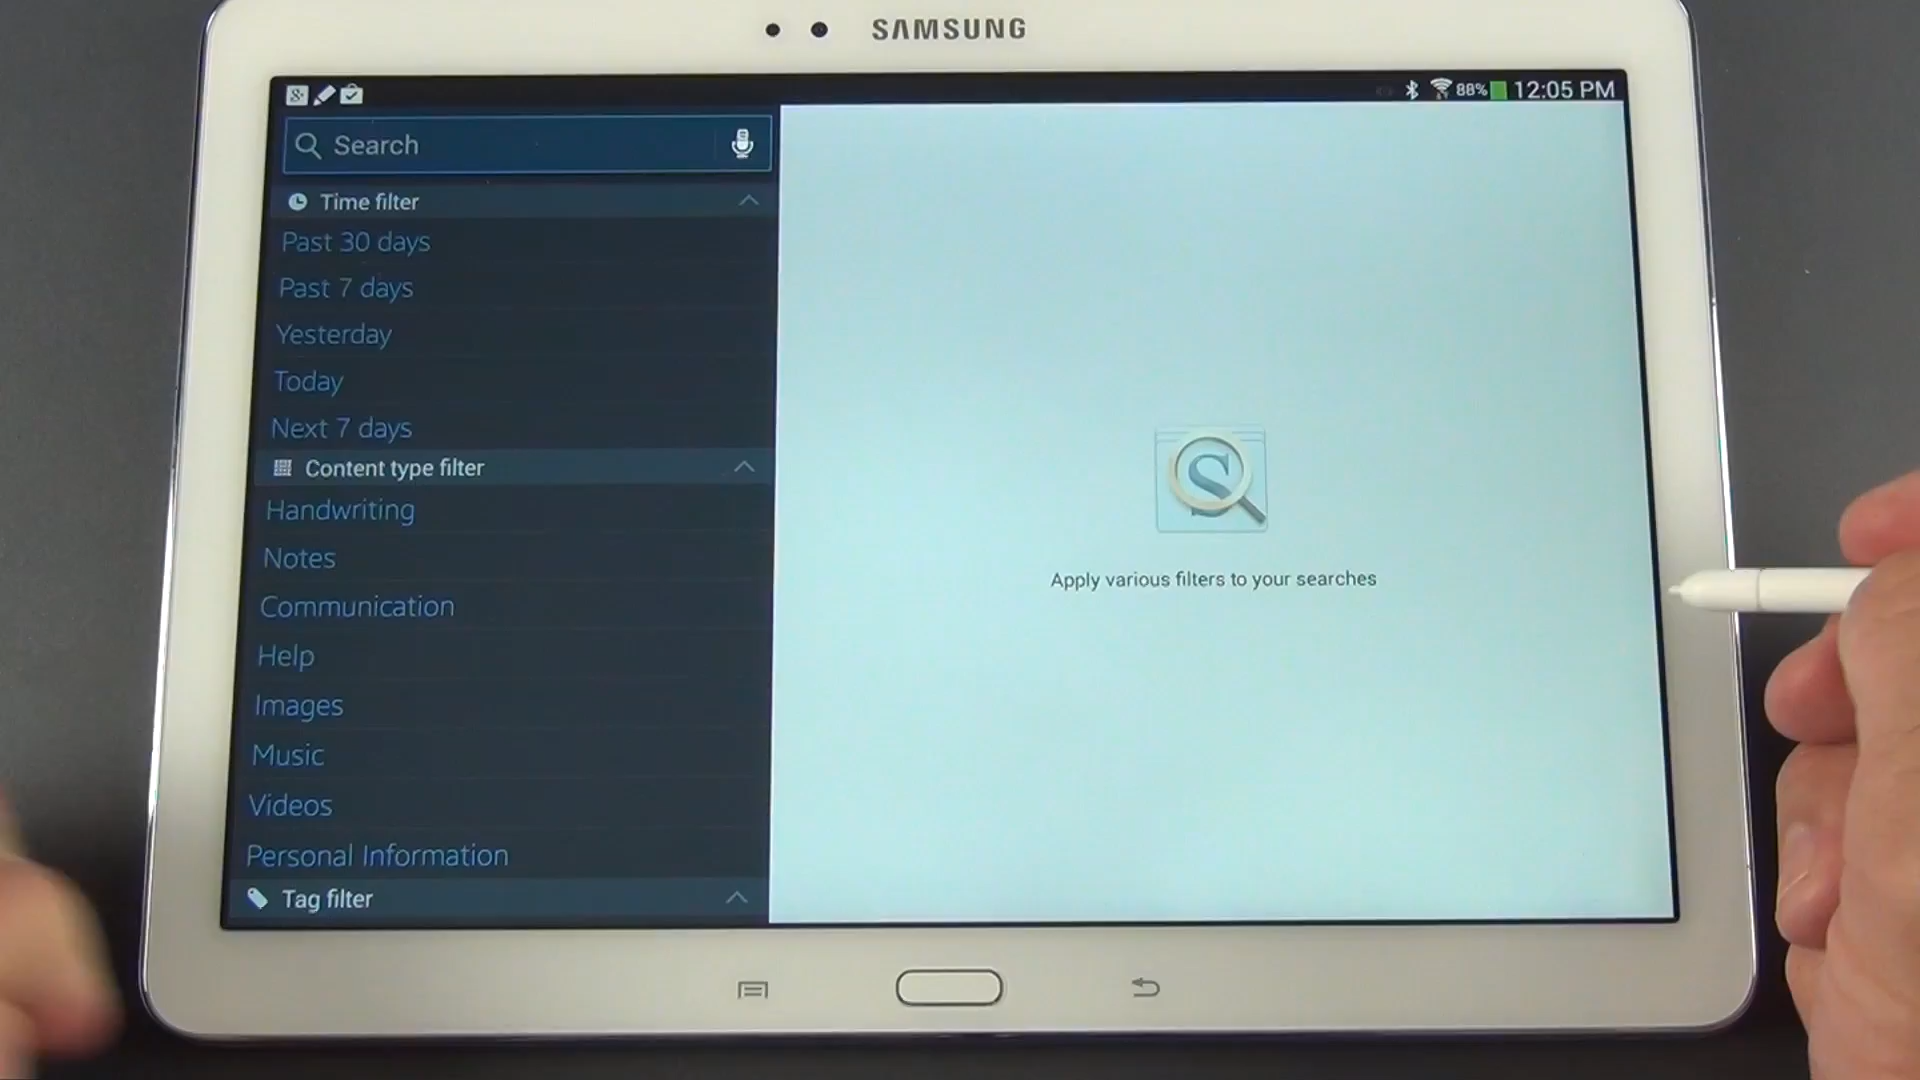 SAMSUNG
88% 12:05 PM
Search
Time filter
Past 30 days
Past 7 days
Yesterday
Today
Next 7 days
Content type filter
Handwriting
Notes
Communication
Help
Images
Music
Videos
Personal Information
Tag filter
S
Apply various filters to your searches